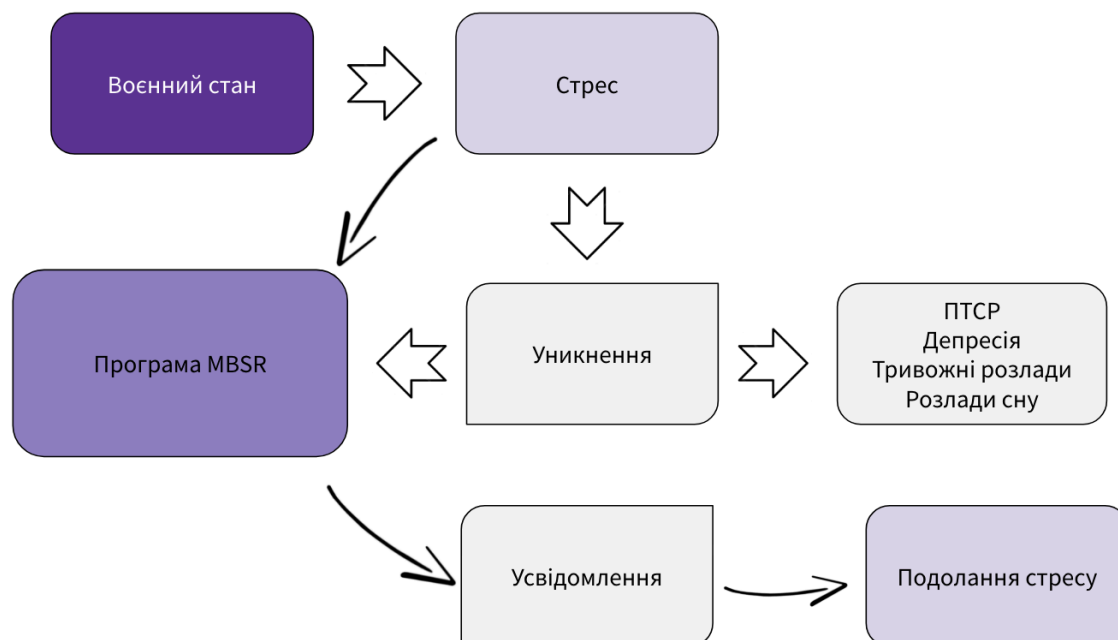 Воєнний стан
Стрес
Програма MBSR
Уникнення
ПТСР
Депресія
Тривожні розлади
Розлади сну
Усвідомлення
Подолання стресу